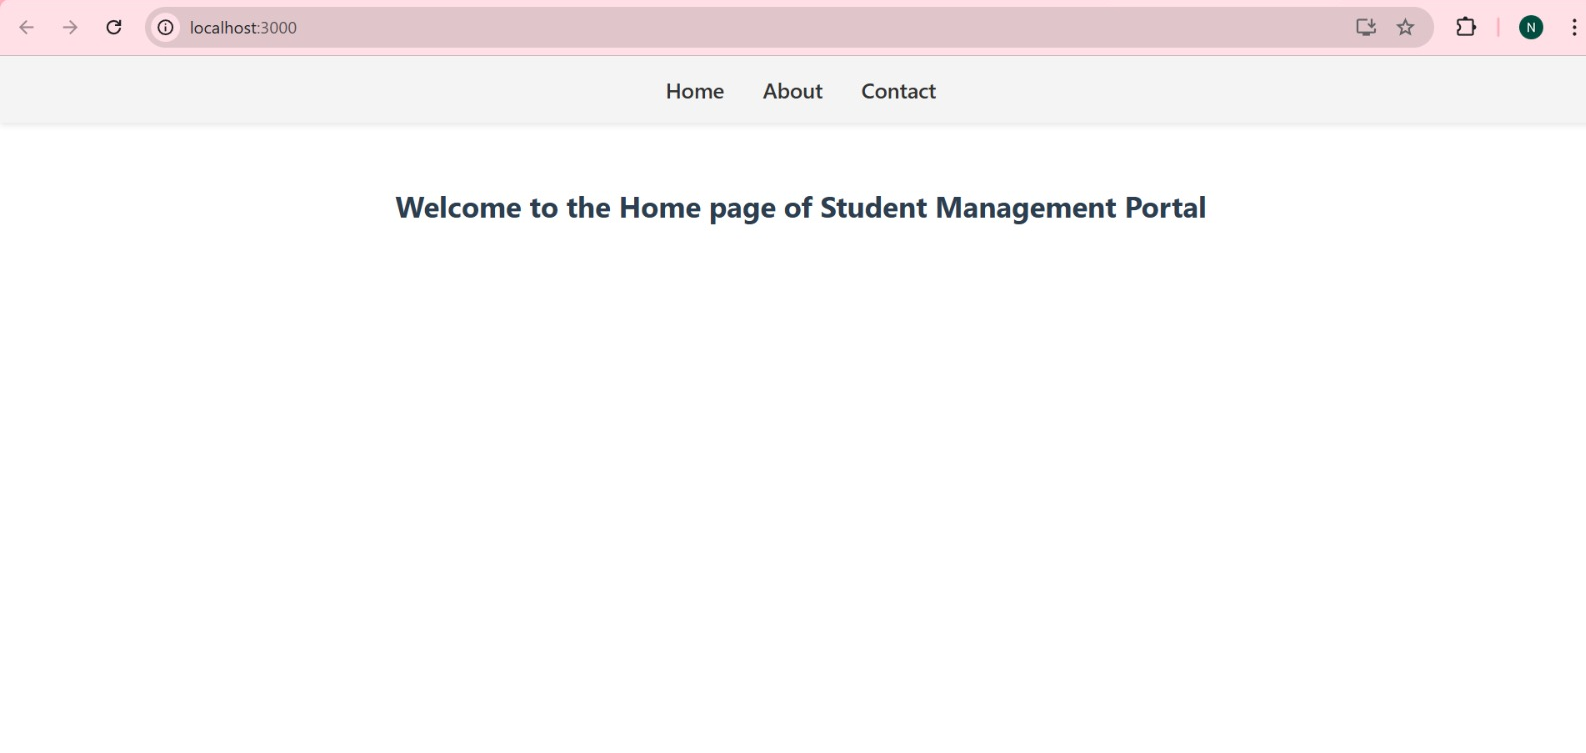 localhost:3000
N
Home About Contact
Welcome to the Home page of Student Management Portal